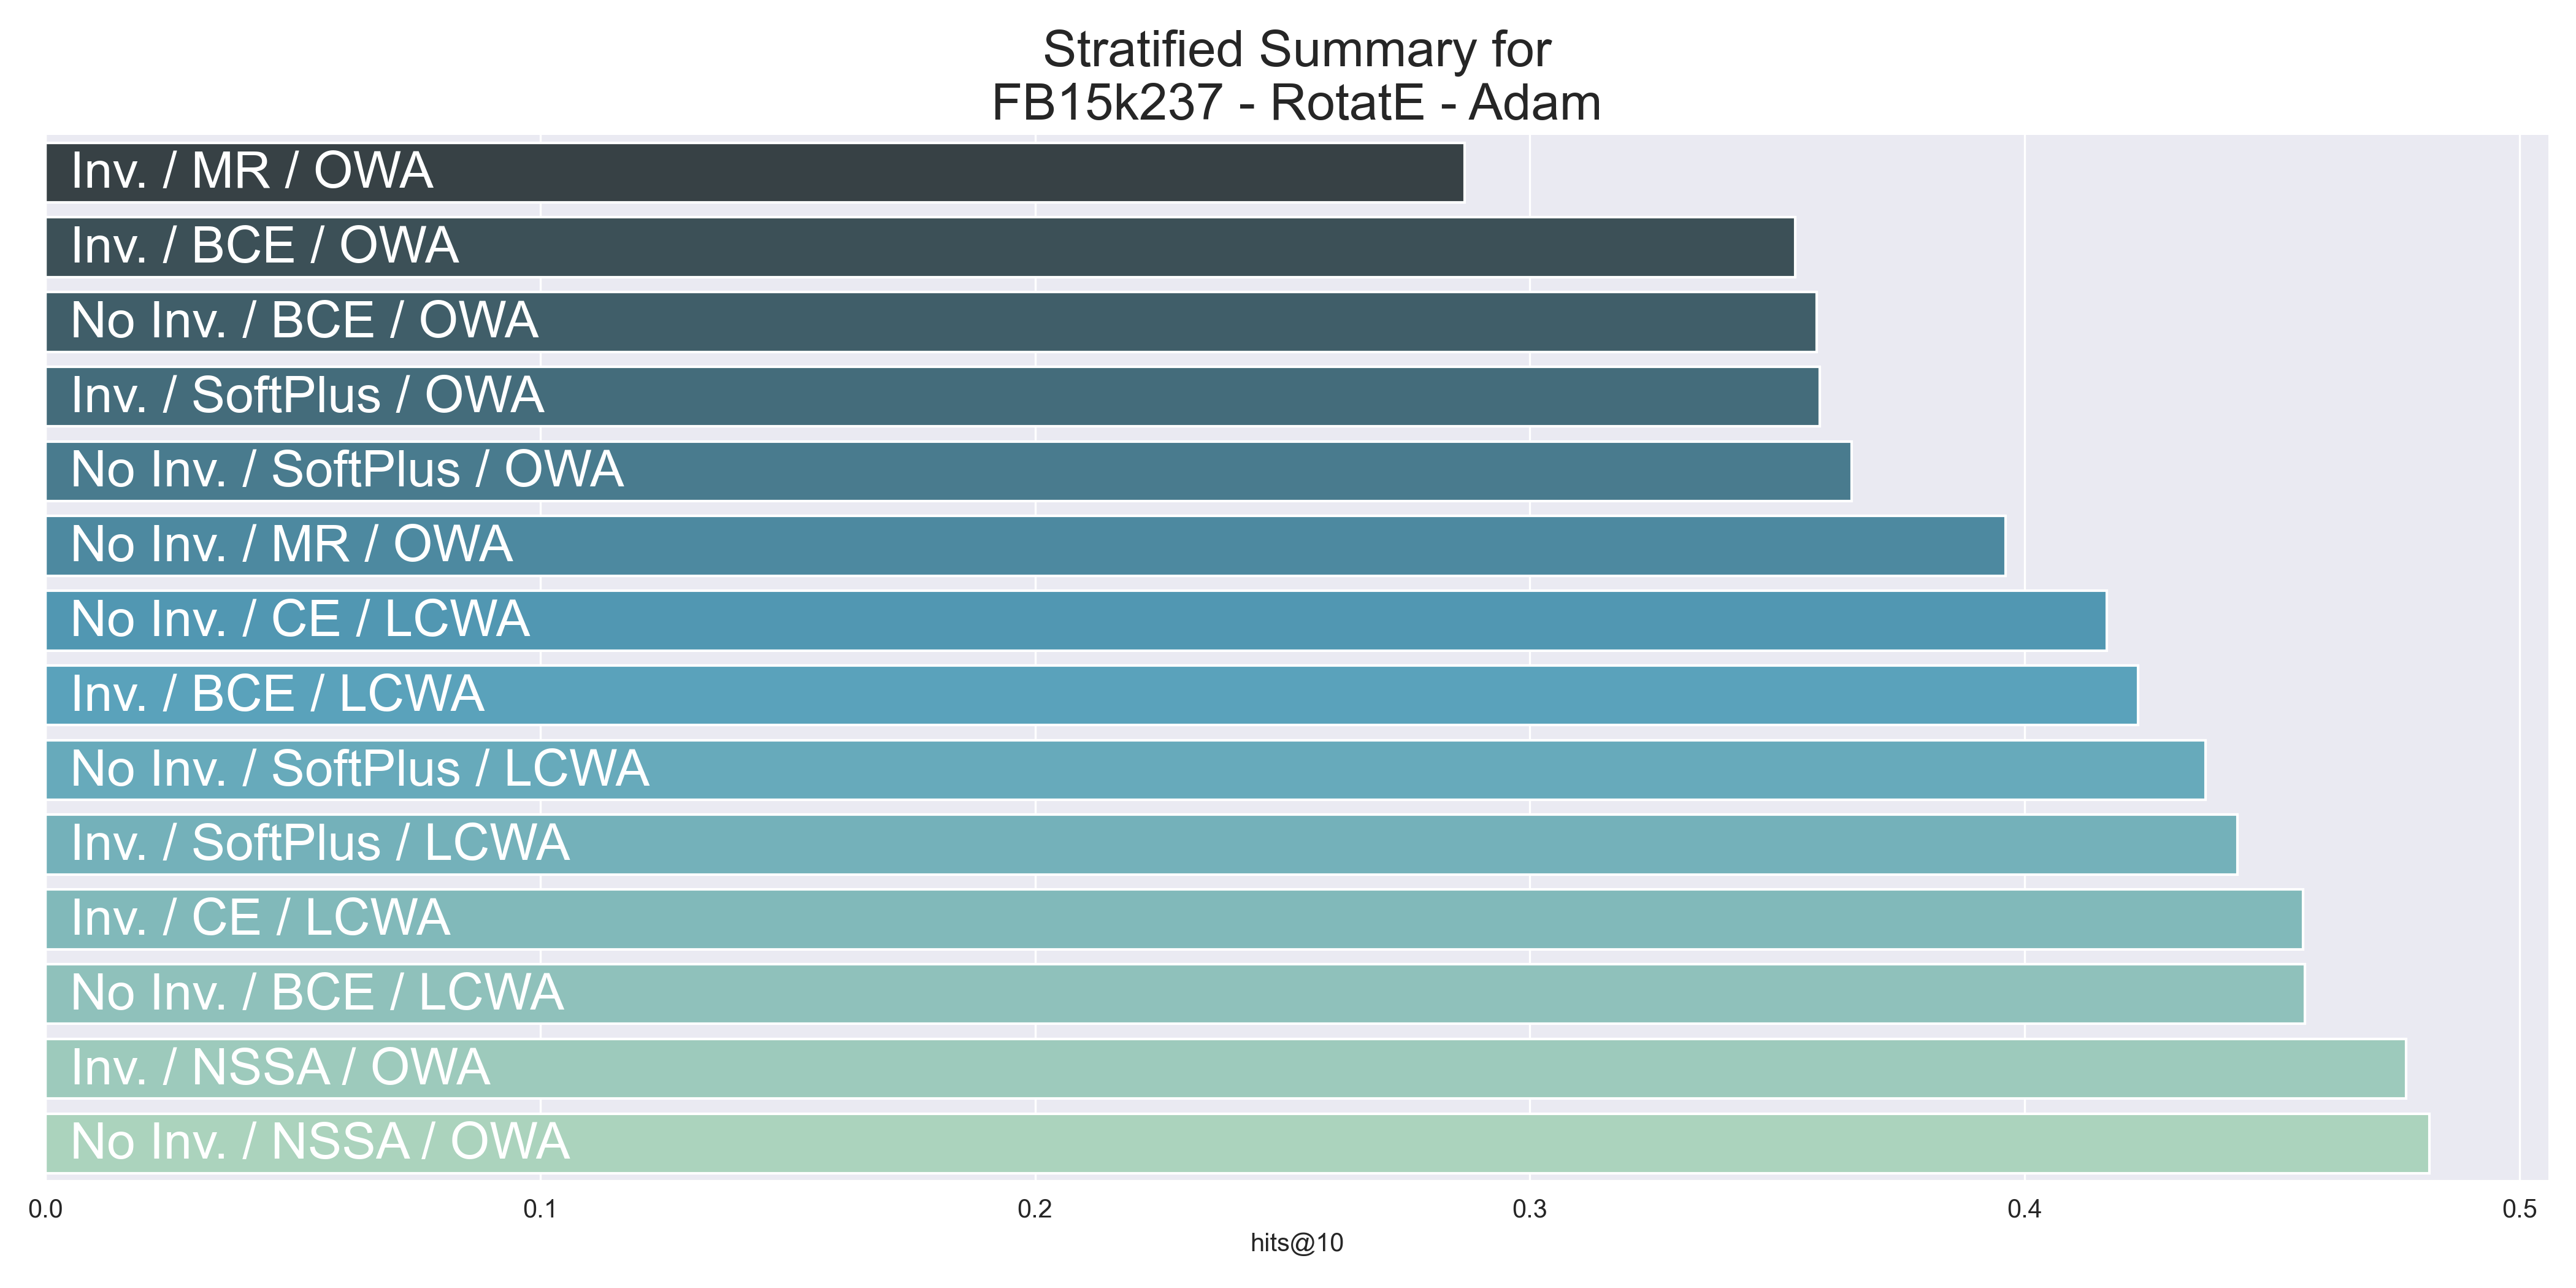 Stratified Summary for
FB15k237 - RotatE - Adam
Inv. / MR / OWA
Inv. / BCE / OWA
No Inv. / BCE / OWA
Inv. / SoftPlus / OWA
No Inv. / SoftPlus / OWA
No Inv. / MR / OWA
No Inv. / CE / LCWA
Inv. / BCE / LCWA
No Inv. / SoftPlus / LCWA
Inv. / SoftPlus / LCWA
Inv. / CE / LCWA
No Inv. / BCE / LCWA
Inv. / NSSA / OWA
No Inv. / NSSA / OWA
0.0 0.1 0.2 0.3 0.4 0.5
hits@10